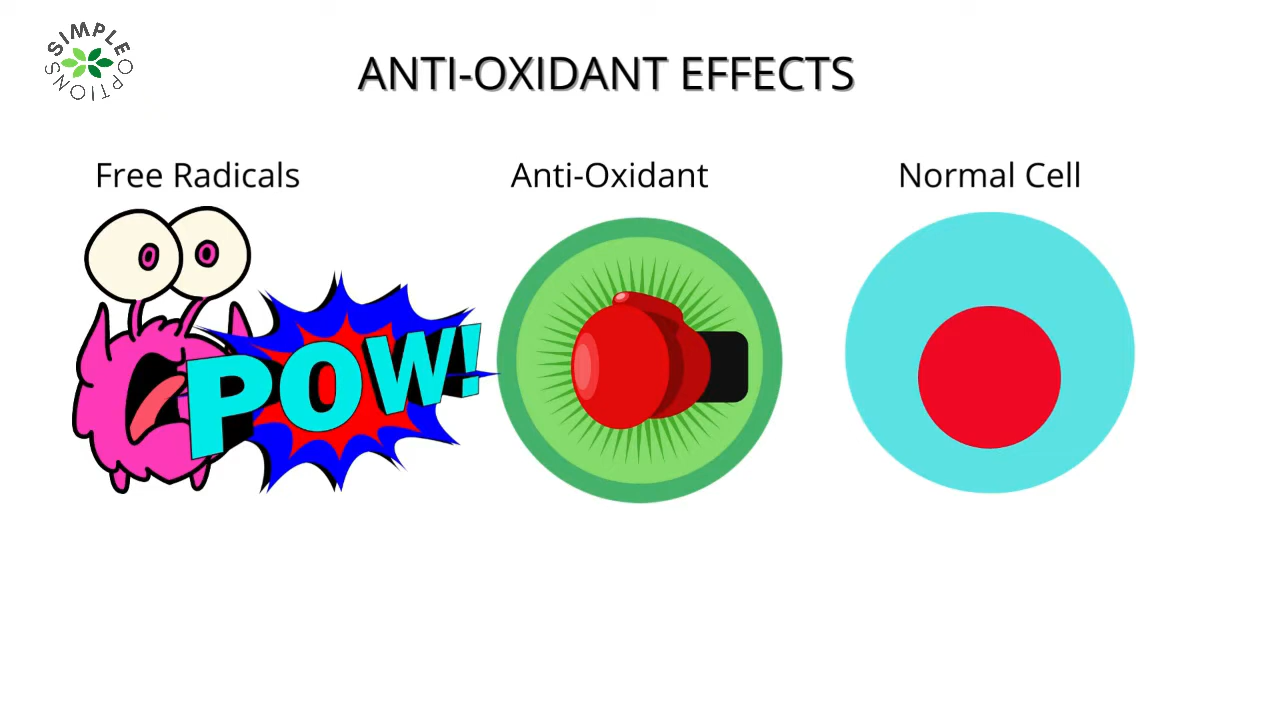 SIMPLE
OPTIONS
ANTI-OXIDANT EFFECTS
Free Radicals
Anti-Oxidant
Normal Cell
POW!